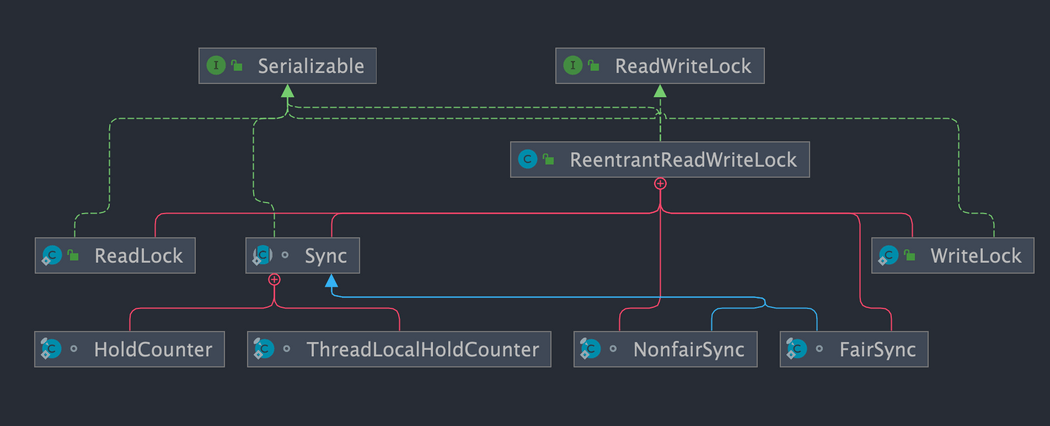 Serializable
ReadWriteLock
ReentrantReadWriteLock
ReadLock
Sync
WriteLock
HoldCounter
ThreadLocalHoldCounter
NonfairSync
FairSync